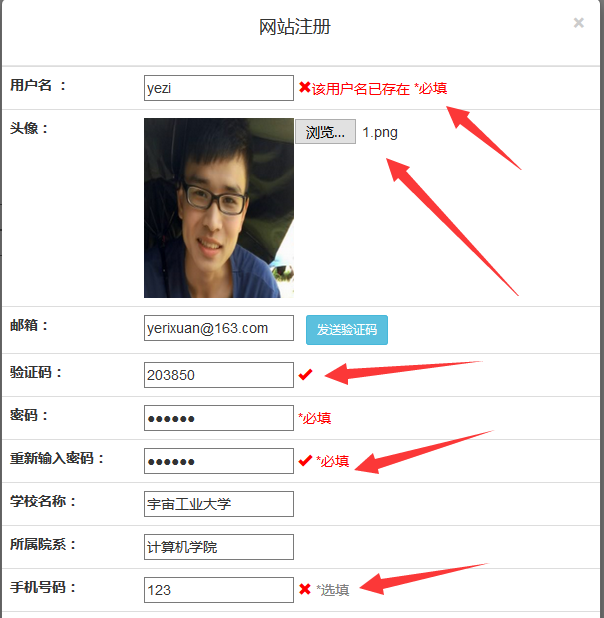 网站注册 ×
用户名 ： yezi ✖该用户名已存在 *必填
头像： 浏览... 1.png
邮箱： yerixuan@163.com 发送验证码
验证码： 203850 ✔
密码： ●●●●●● *必填
重新输入密码： ●●●●●● ✔ *必填
学校名称： 宇宙工业大学
所属院系： 计算机学院
手机号码： 123 ✖ *选填